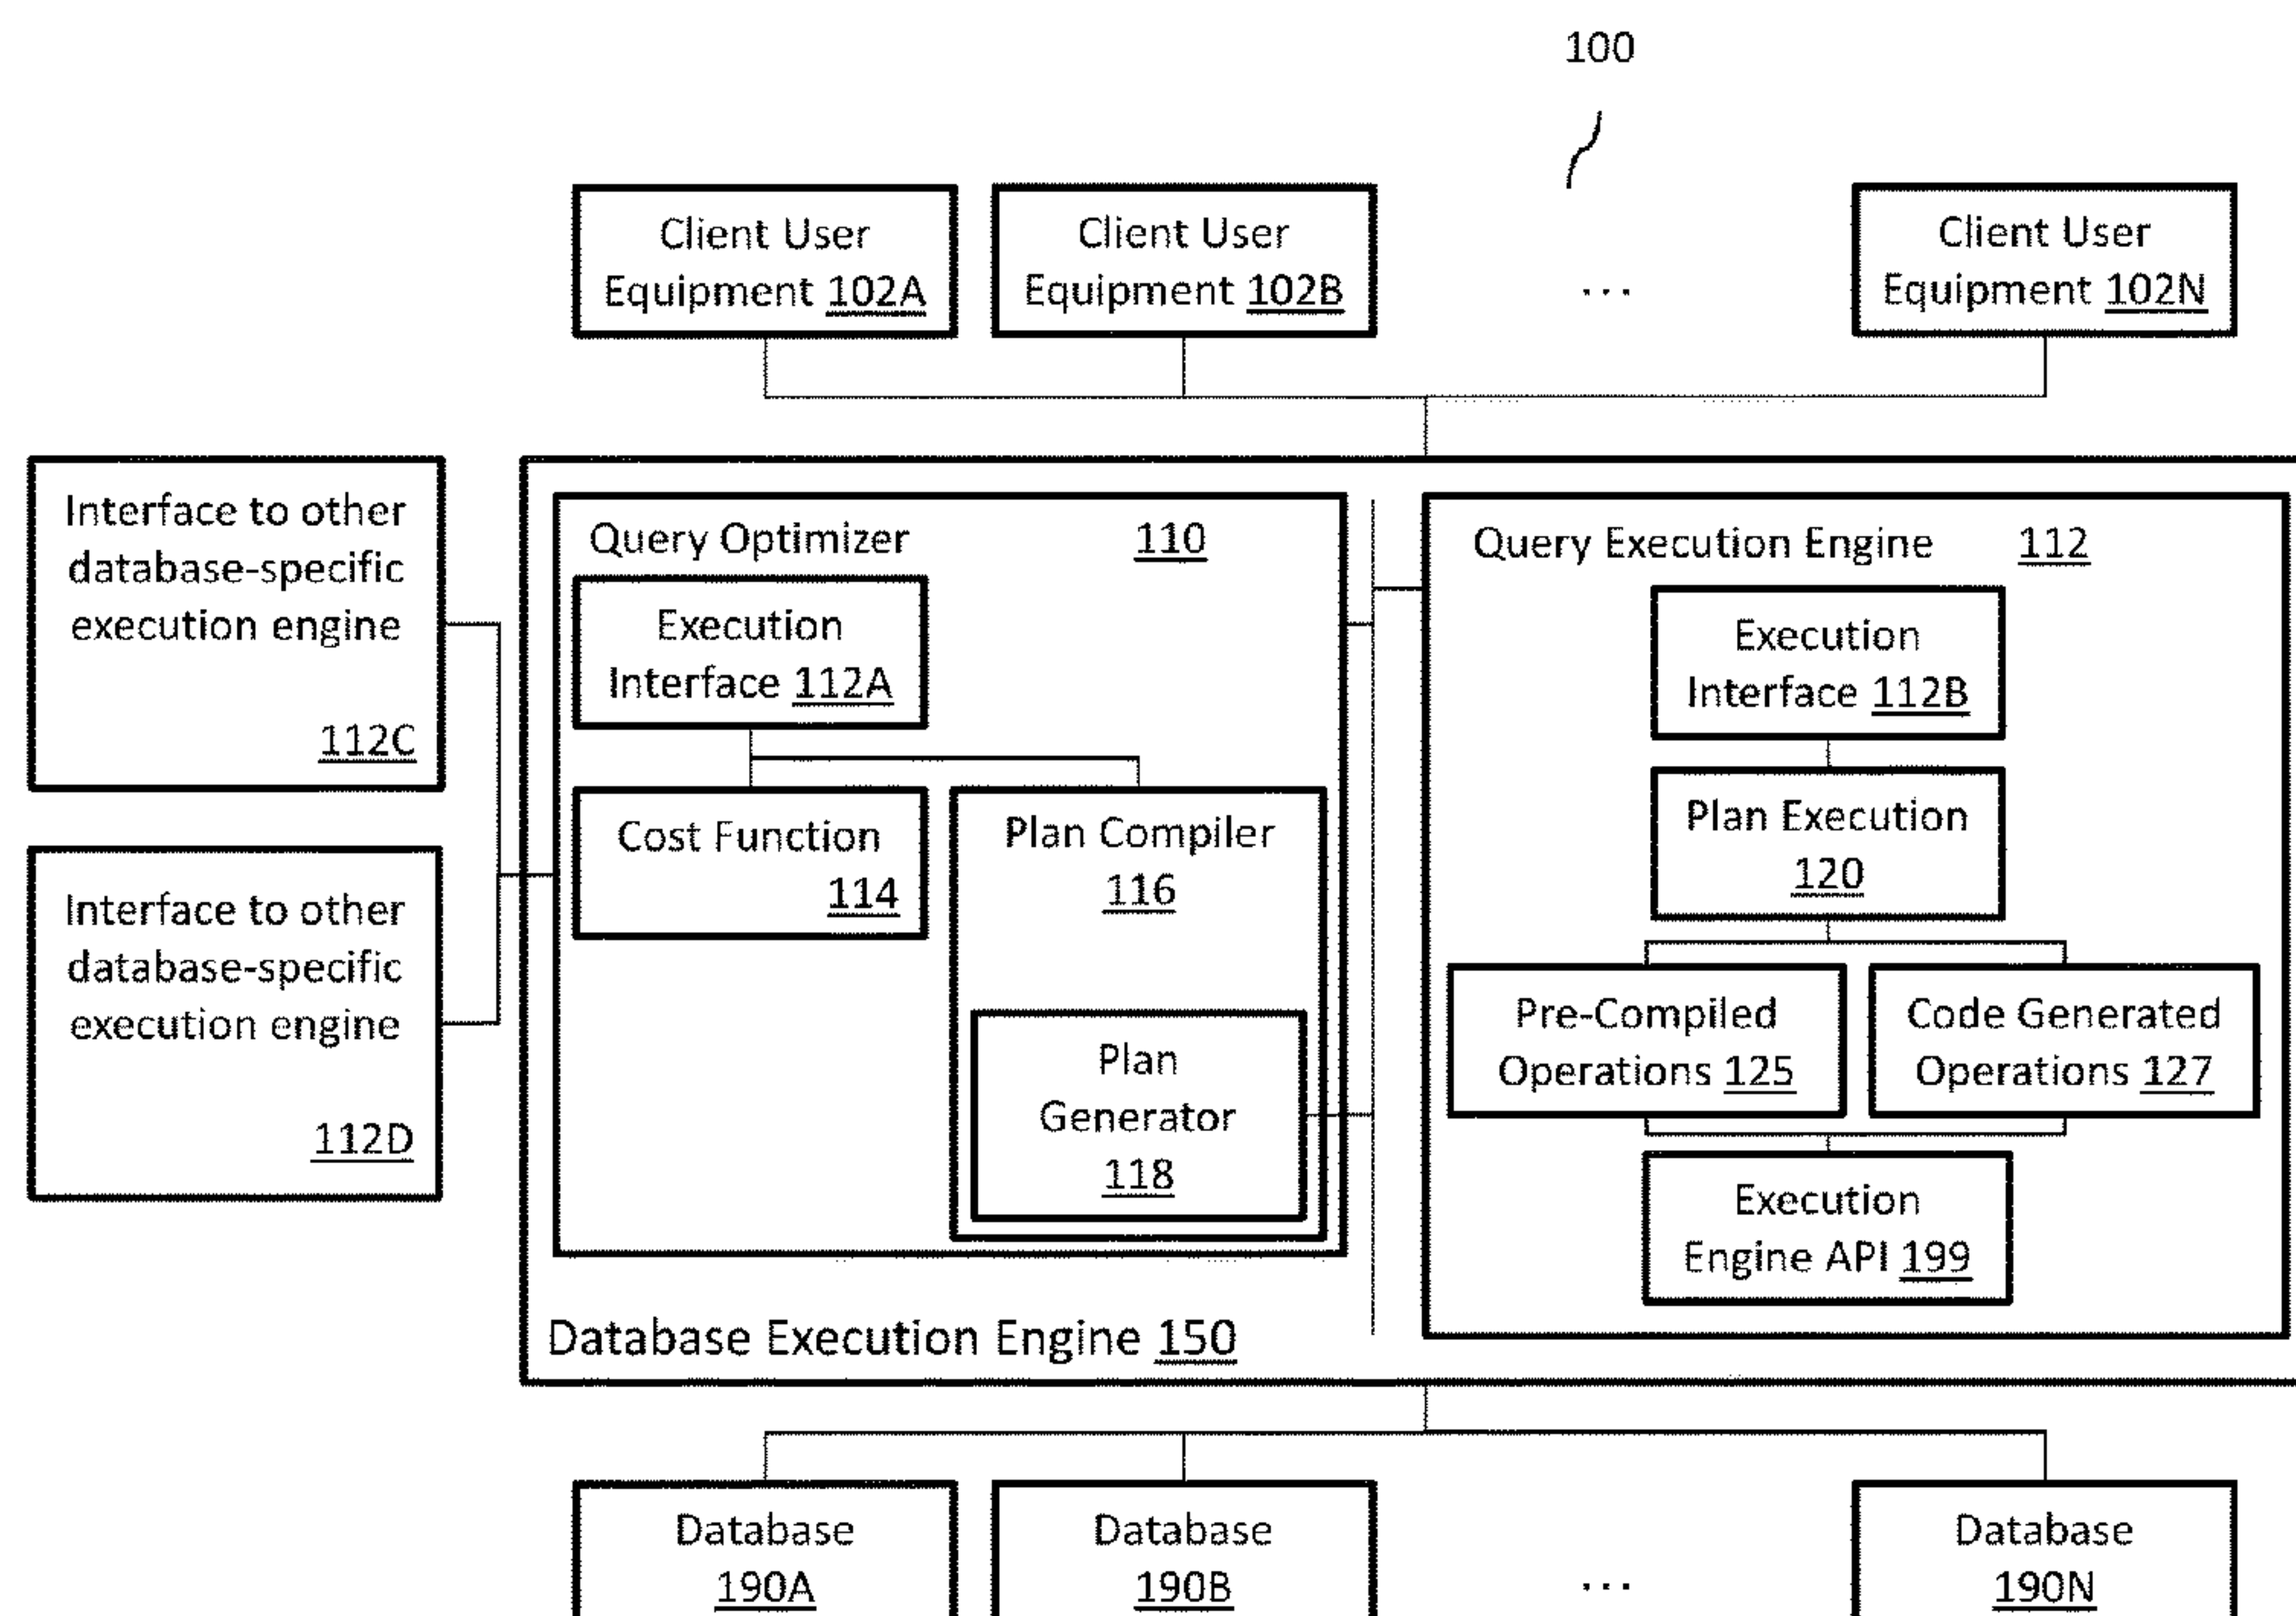 100
Client User
Equipment 102A
Client User
Equipment 102B
...
Client User
Equipment 102N
Interface to other
database-specific
execution engine
112C
Interface to other
database-specific
execution engine
112D
Query Optimizer 110
Execution
Interface 112A
Cost Function
114
Plan Compiler
116
Plan
Generator
118
Database Execution Engine 150
Query Execution Engine 112
Execution
Interface 112B
Plan Execution
120
Pre-Compiled
Operations 125
Code Generated
Operations 127
Execution
Engine API 199
Database
190A
Database
190B
...
Database
190N